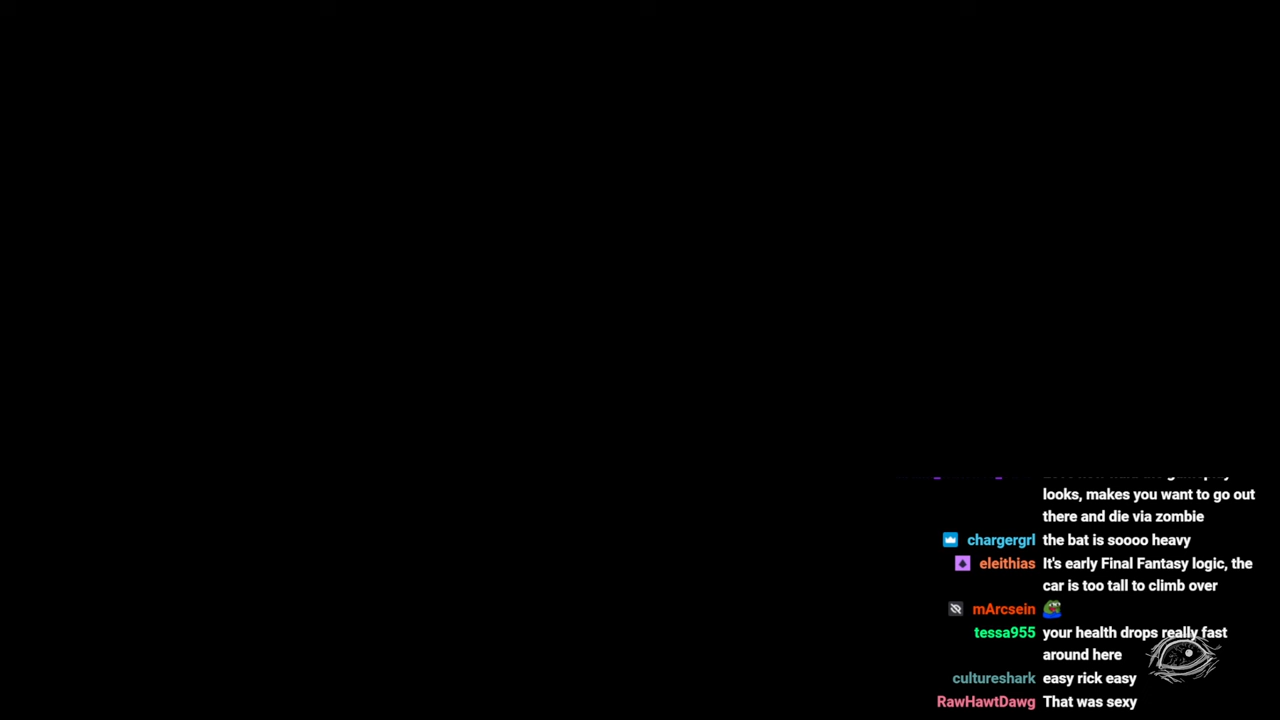 looks, makes you want to go out
there and die via zombie
chargergrl the bat is soooo heavy
eleithias It's early Final Fantasy logic, the
car is too tall to climb over
mArcsein
tessa955 your health drops really fast
around here
cultureshark easy rick easy
RawHawtDawg That was sexy